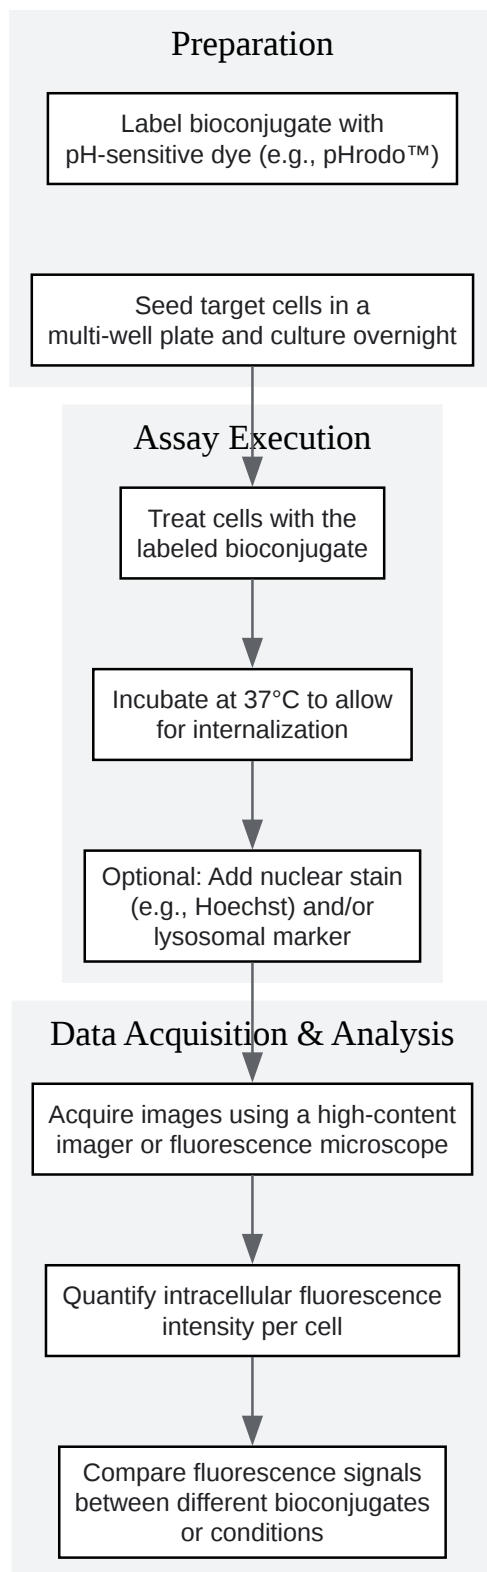 Preparation
Label bioconjugate with
pH-sensitive dye (e.g., pHrodo™)
Seed target cells in a
multi-well plate and culture overnight
Assay Execution
Treat cells with the
labeled bioconjugate
Incubate at 37°C to allow
for internalization
Optional: Add nuclear stain
(e.g., Hoechst) and/or
lysosomal marker
Data Acquisition & Analysis
Acquire images using a high-content
imager or fluorescence microscope
Quantify intracellular fluorescence
intensity per cell
Compare fluorescence signals
between different bioconjugates
or conditions